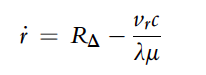 ṙ = R_Δ − ν_r c / λμ